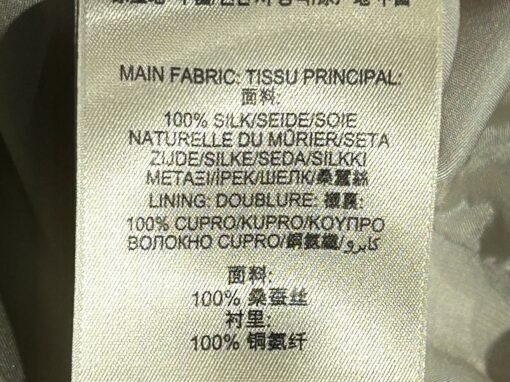 MAIN FABRIC: TISSU PRINCIPAL:
面料:
100% SILK/SEIDE/SOIE
NATURELLE DU MÛRIER/SETA
ZIJDE/SILKE/SEDA/SILKKI
ΜΕΤΑΞΙ/İPEK/ШЕЛК/桑蠶絲
LINING: DOUBLURE: 襯裏:
100% CUPRO/KUPRO/ΚΟΥΠΡΟ
ВОЛОКНО CUPRO/銅氨纖/كابرو
面料:
100% 桑蚕丝
衬里:
100% 铜氨纤